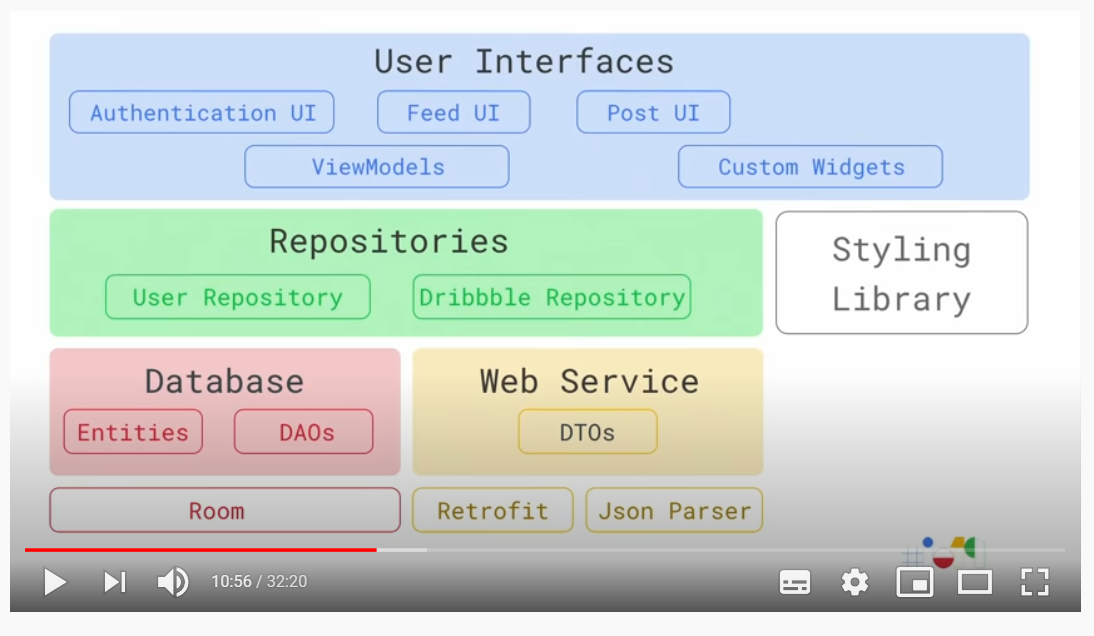 User Interfaces
Authentication UI
Feed UI
Post UI
ViewModels
Custom Widgets
Repositories
User Repository
Dribbble Repository
Styling
Library
Database
Entities
DAOs
Web Service
DTOs
Room
Retrofit
Json Parser
10:56 / 32:20